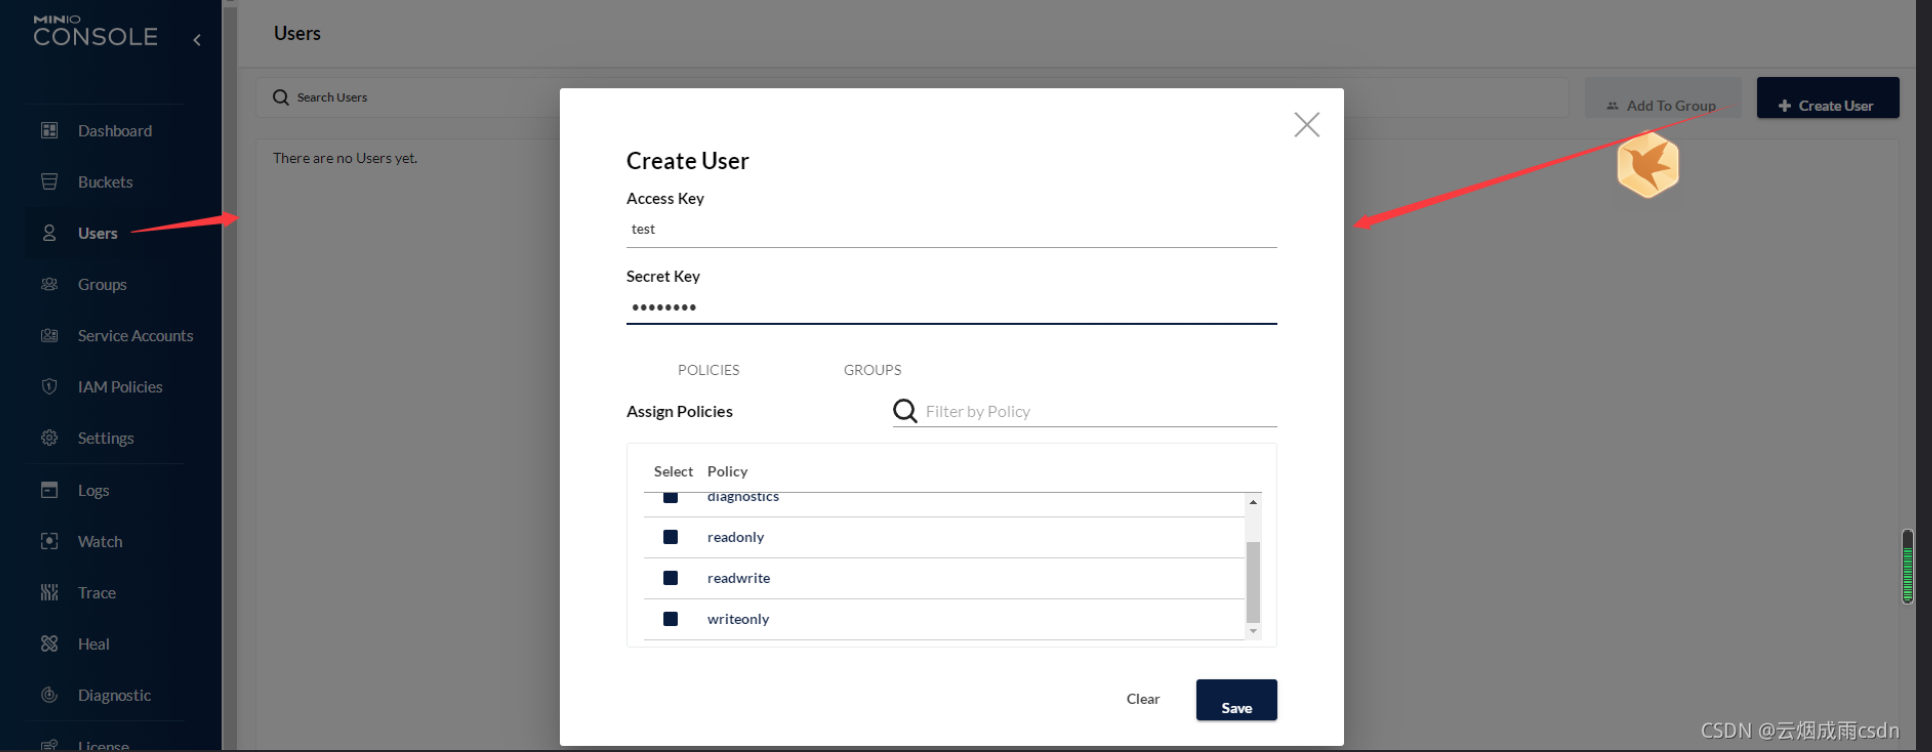 MINIO
CONSOLE
Dashboard
Buckets
Users
Groups
Service Accounts
IAM Policies
Settings
Logs
Watch
Trace
Heal
Diagnostic
License
Users
Search Users
Add To Group
Create User
There are no Users yet.
Create User
Access Key
test
Secret Key
••••••••
POLICIES GROUPS
Assign Policies Filter by Policy
Select Policy
diagnostics
readonly
readwrite
writeonly
Clear Save
CSDN @云烟成雨csdn